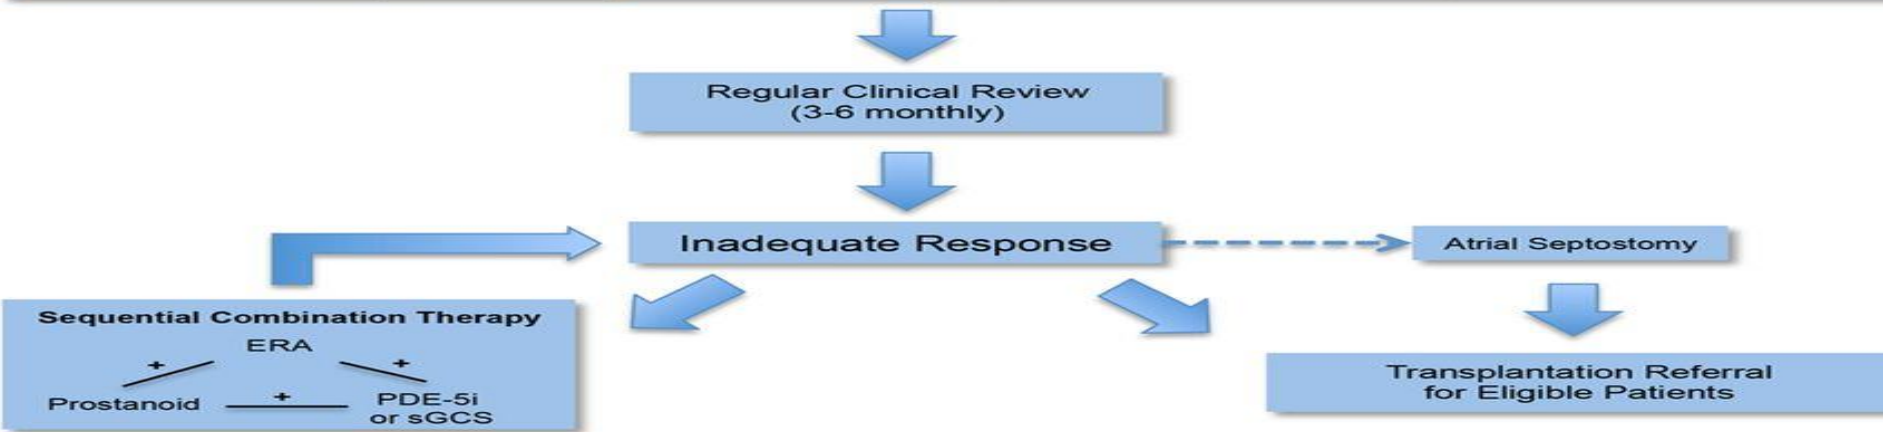 Regular Clinical Review
(3-6 monthly)
Inadequate Response
Atrial Septostomy
Sequential Combination Therapy
ERA
+ +
Prostanoid + PDE-5i
or sGCS
Transplantation Referral
for Eligible Patients